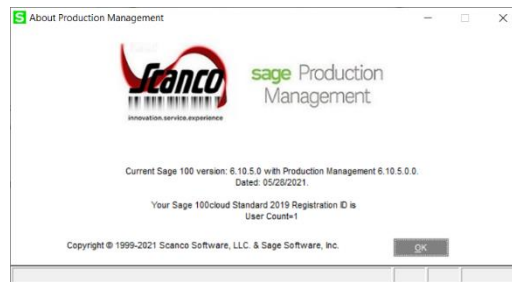 S About Production Management
Scanco
innovation.service.experience
sage Production
Management
Current Sage 100 version: 6.10.5.0 with Production Management 6.10.5.0.0.
Dated: 05/28/2021.
Your Sage 100cloud Standard 2019 Registration ID is
User Count=1
Copyright © 1999-2021 Scanco Software, LLC. & Sage Software, Inc.
OK